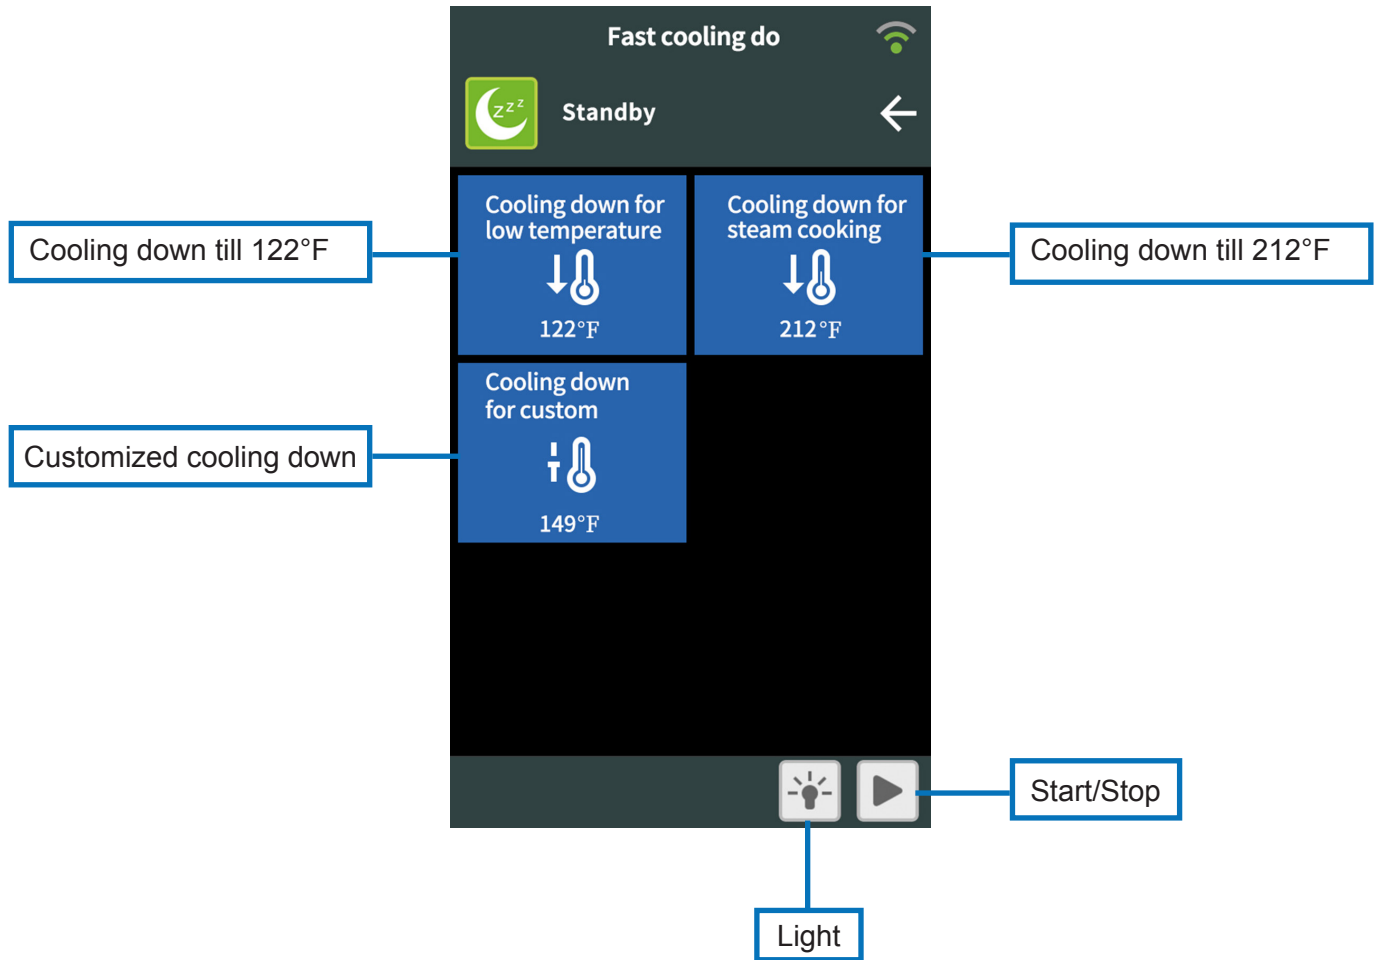 Fast cooling do
zzz
Standby
Cooling down for
low temperature
122°F
Cooling down for
steam cooking
212°F
Cooling down
for custom
149°F
Cooling down till 122°F
Cooling down till 212°F
Customized cooling down
Start/Stop
Light